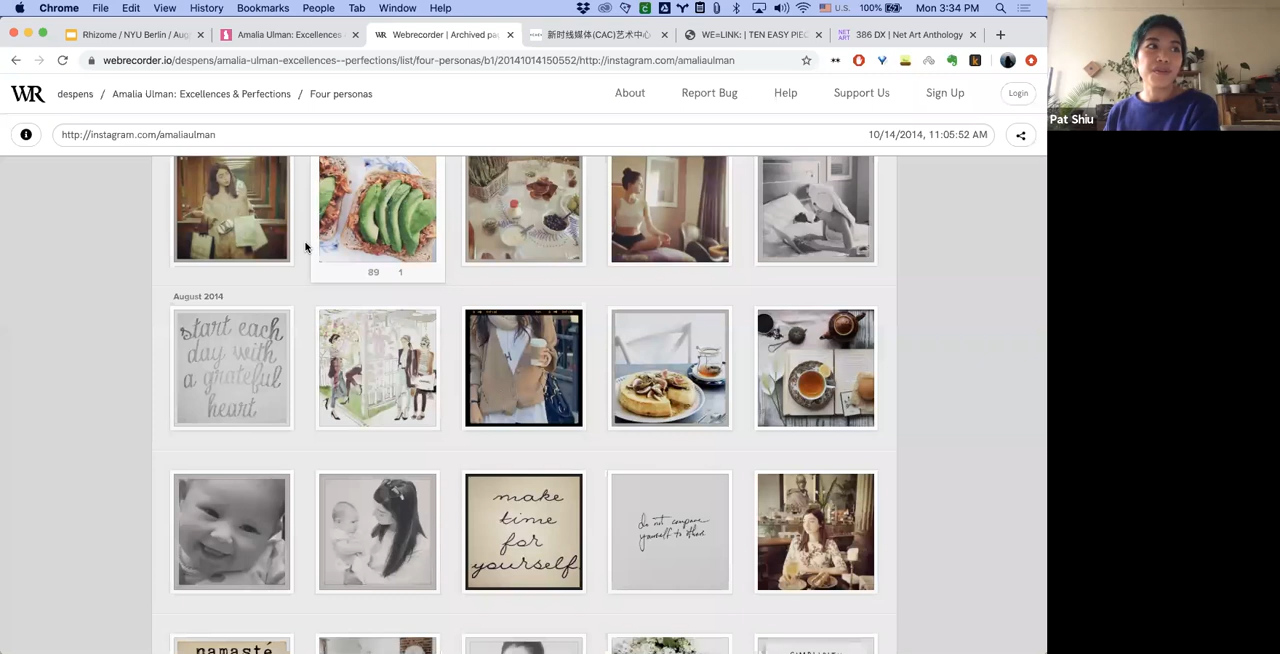 Chrome File Edit View History Bookmarks People Tab Window Help
U.S. 100% Mon 3:34 PM
Rhizome / NYU Berlin / Aug
Amalia Ulman: Excellences
WR Webrecorder | Archived pa
新时线媒体(CAC)艺术中心
WE=LINK: | TEN EASY PIEC
NET ART 386 DX | Net Art Anthology
webrecorder.io/despens/amalia-ulman-excellences--perfections/list/four-personas/b1/20141014150552/http://instagram.com/amaliaulman
WR despens / Amalia Ulman: Excellences & Perfections / Four personas
About Report Bug Help Support Us Sign Up Login
http://instagram.com/amaliaulman 10/14/2014, 11:05:52 AM
Pat Shiu
89 1
August 2014
start each
day with
a grateful
heart
make
time
for
yourself
do not compare
yourself to others
namasté